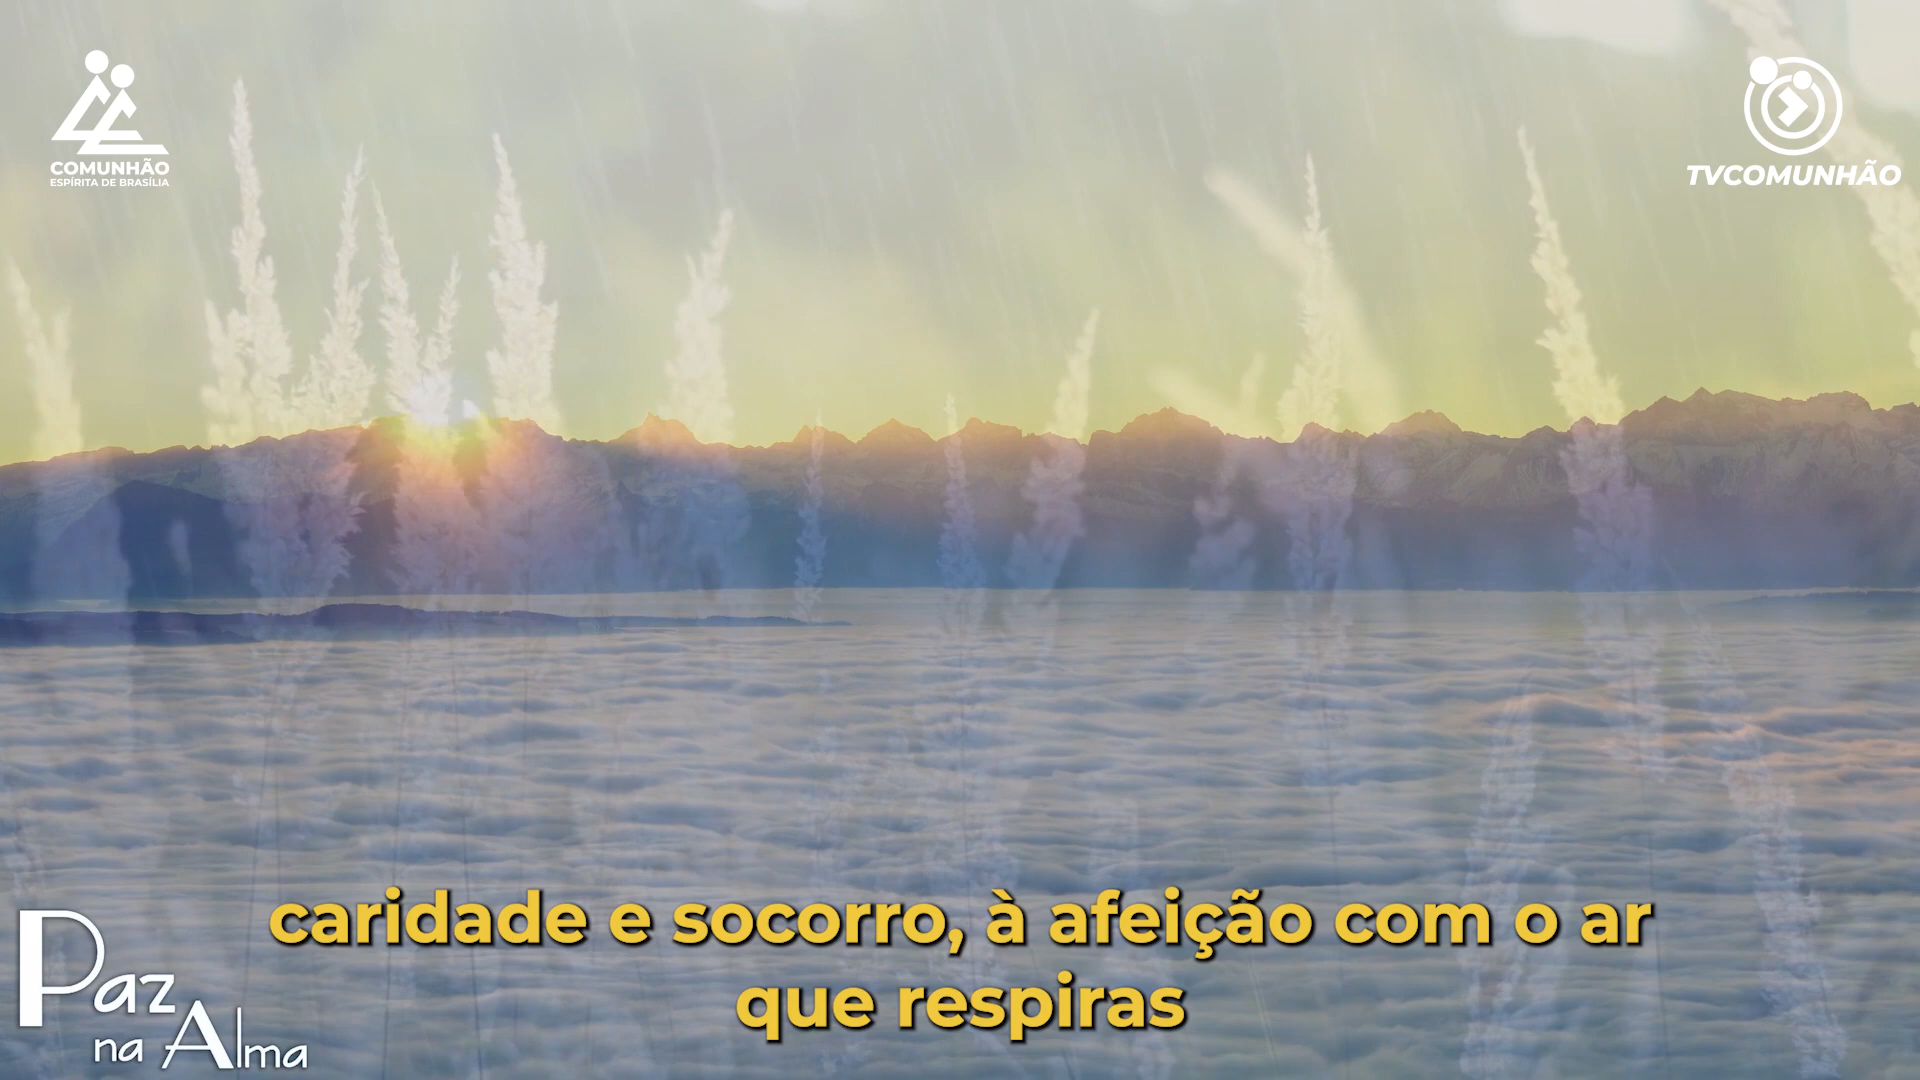 COMUNHÃO
ESPÍRITA DE BRASÍLIA
TVCOMUNHÃO
caridade e socorro, à afeição com o ar
que respiras
Paz
na Alma